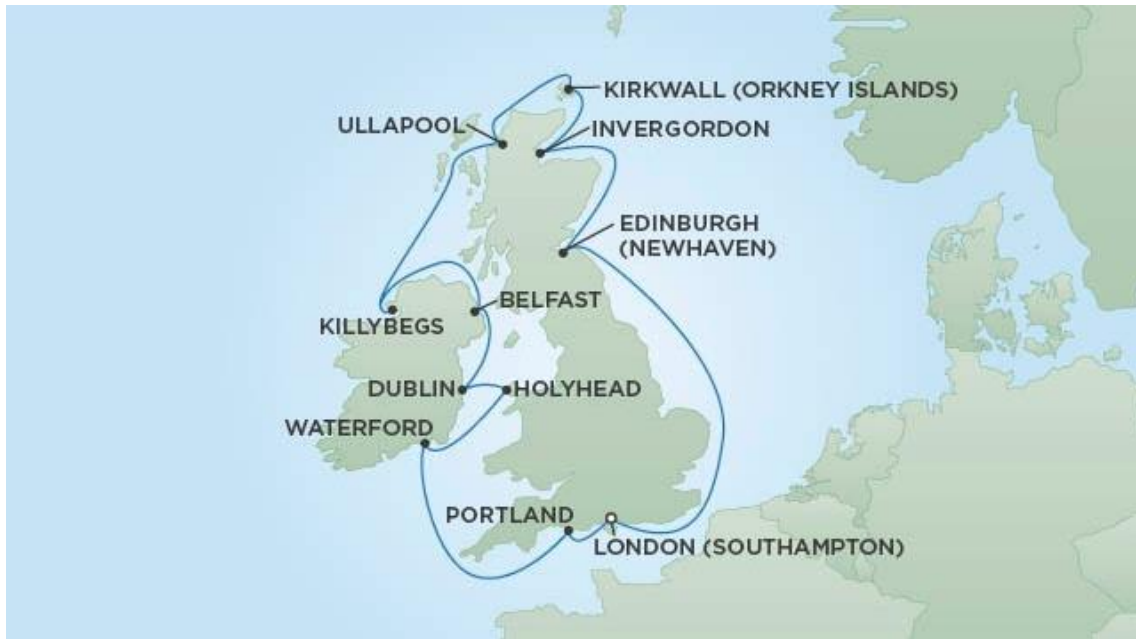 KIRKWALL (ORKNEY ISLANDS)
ULLAPOOL
INVERGORDON
EDINBURGH
(NEWHAVEN)
BELFAST
KILLYBEGS
DUBLIN
HOLYHEAD
WATERFORD
PORTLAND
LONDON (SOUTHAMPTON)